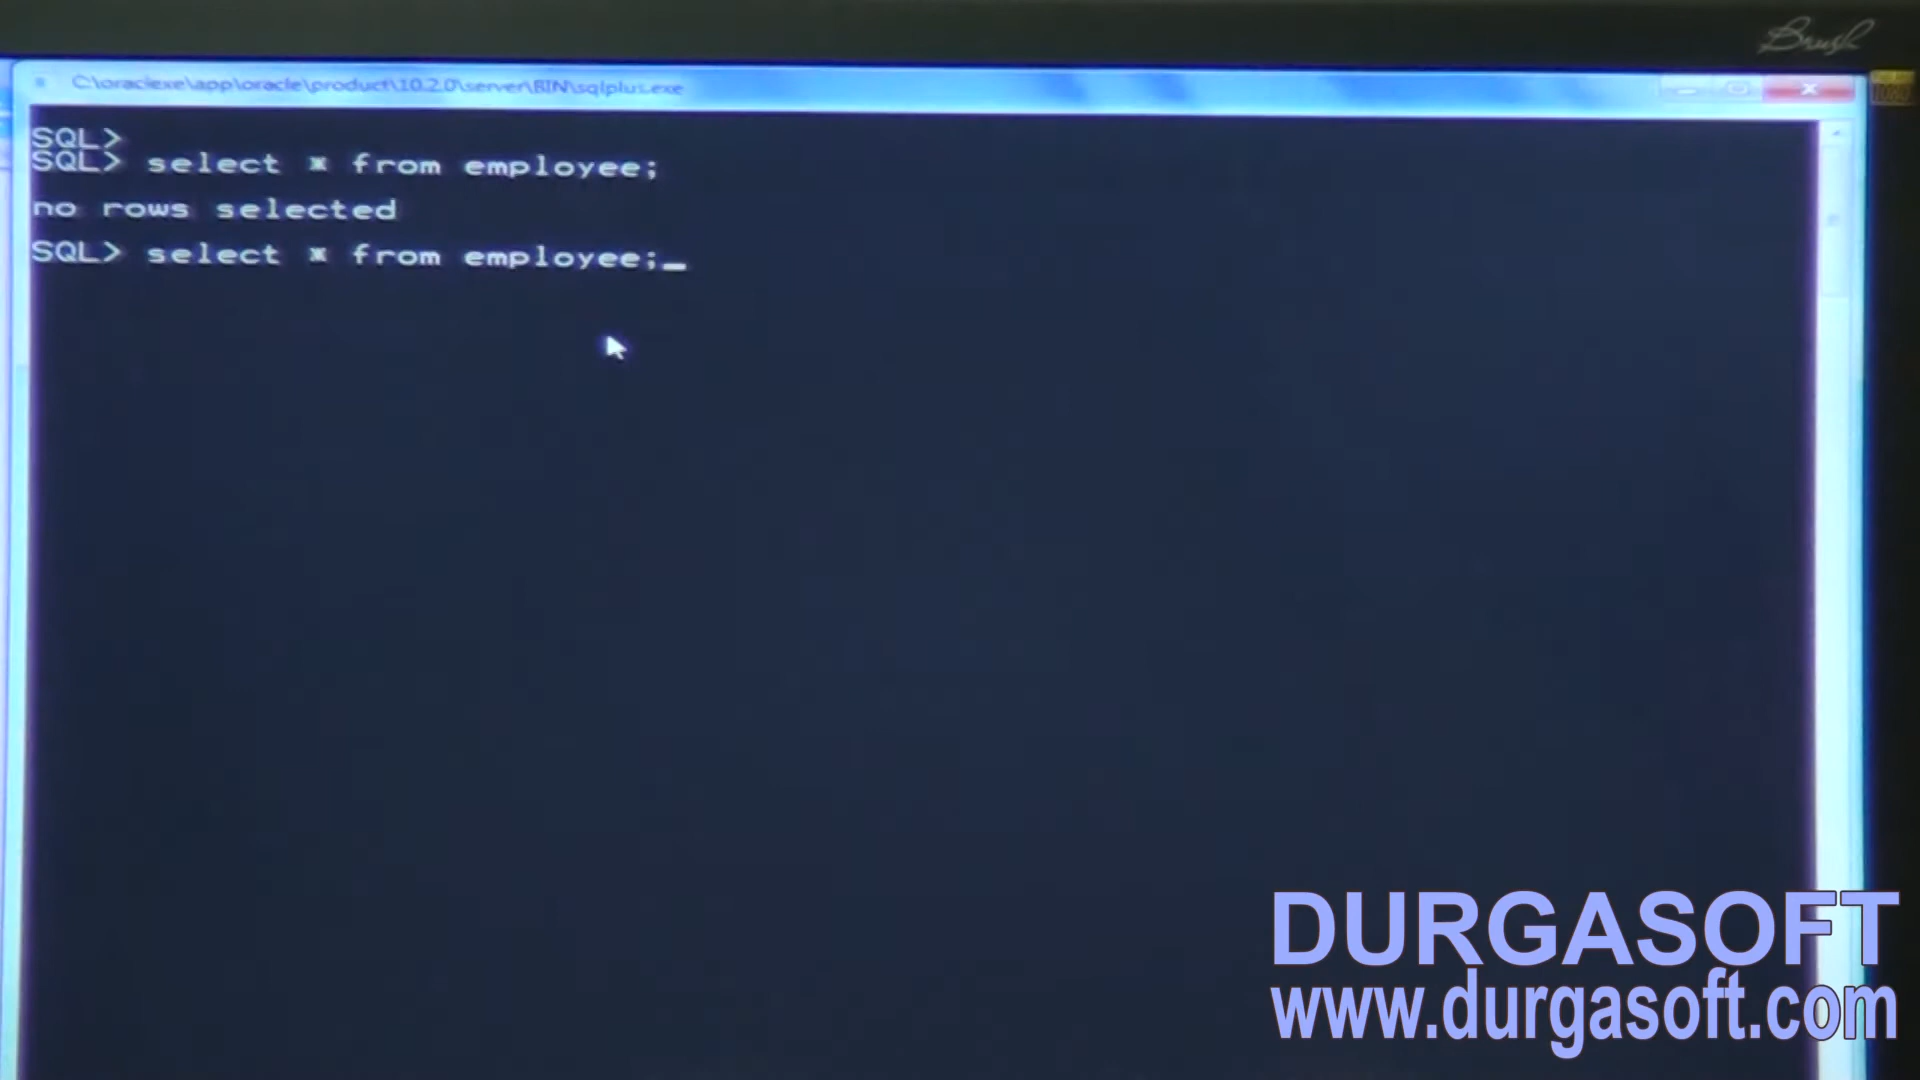 Brush
C:\oraclexe\app\oracle\product\10.2.0\server\BIN\sqlplus.exe
SQL>
SQL> select * from employee;
no rows selected
SQL> select * from employee;_
DURGASOFT
www.durgasoft.com